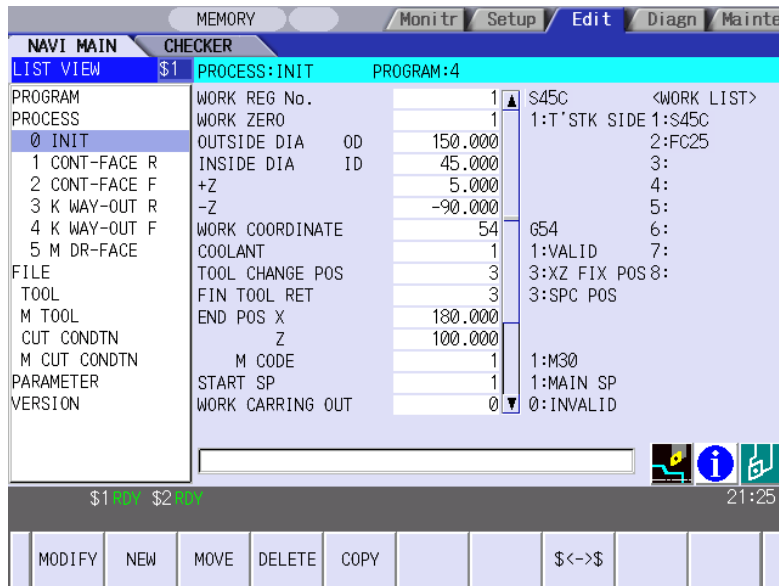 MEMORY Monitr Setup Edit Diagn Mainte
NAVI MAIN CHECKER
LIST VIEW $1 PROCESS:INIT PROGRAM:4
PROGRAM
PROCESS
0 INIT
1 CONT-FACE R
2 CONT-FACE F
3 K WAY-OUT R
4 K WAY-OUT F
5 M DR-FACE
FILE
TOOL
M TOOL
CUT CONDTN
M CUT CONDTN
PARAMETER
VERSION
WORK REG No. 1 S45C <WORK LIST>
WORK ZERO 1 1:T'STK SIDE 1:S45C
OUTSIDE DIA OD 150.000 2:FC25
INSIDE DIA ID 45.000 3:
+Z 5.000 4:
-Z -90.000 5:
WORK COORDINATE 54 G54 6:
COOLANT 1 1:VALID 7:
TOOL CHANGE POS 3 3:XZ FIX POS 8:
FIN TOOL RET 3 3:SPC POS
END POS X 180.000
Z 100.000
M CODE 1 1:M30
START SP 1 1:MAIN SP
WORK CARRING OUT 0 0:INVALID
$1 RDY $2 RDY 21:25
MODIFY NEW MOVE DELETE COPY $<->$